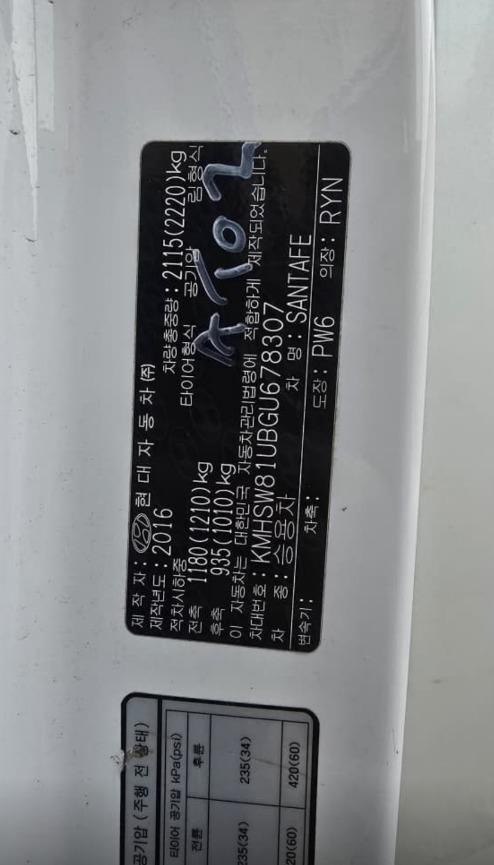 제 작 자 : 현 대 자 동 차 (주)
제작년도 : 2016 차량총중량 : 2115(2220)kg
적차시하중 타이어형식 공기압 림형식
전축 1180(1210)kg
후축 935(1010)kg
A102
이 자동차는 대한민국 자동차관리법령에 적합하게 제작되었습니다.
차대번호 : KMHSW81UBGU678307
차 종 : 승용차 차 명 : SANTAFE
변속기 : 차축 : 도장 : PW6 의장 : RYN
공기압 (주행 전 상태)
타이어 공기압 kPa(psi)
전륜 후륜
235(34) 235(34)
420(60) 420(60)